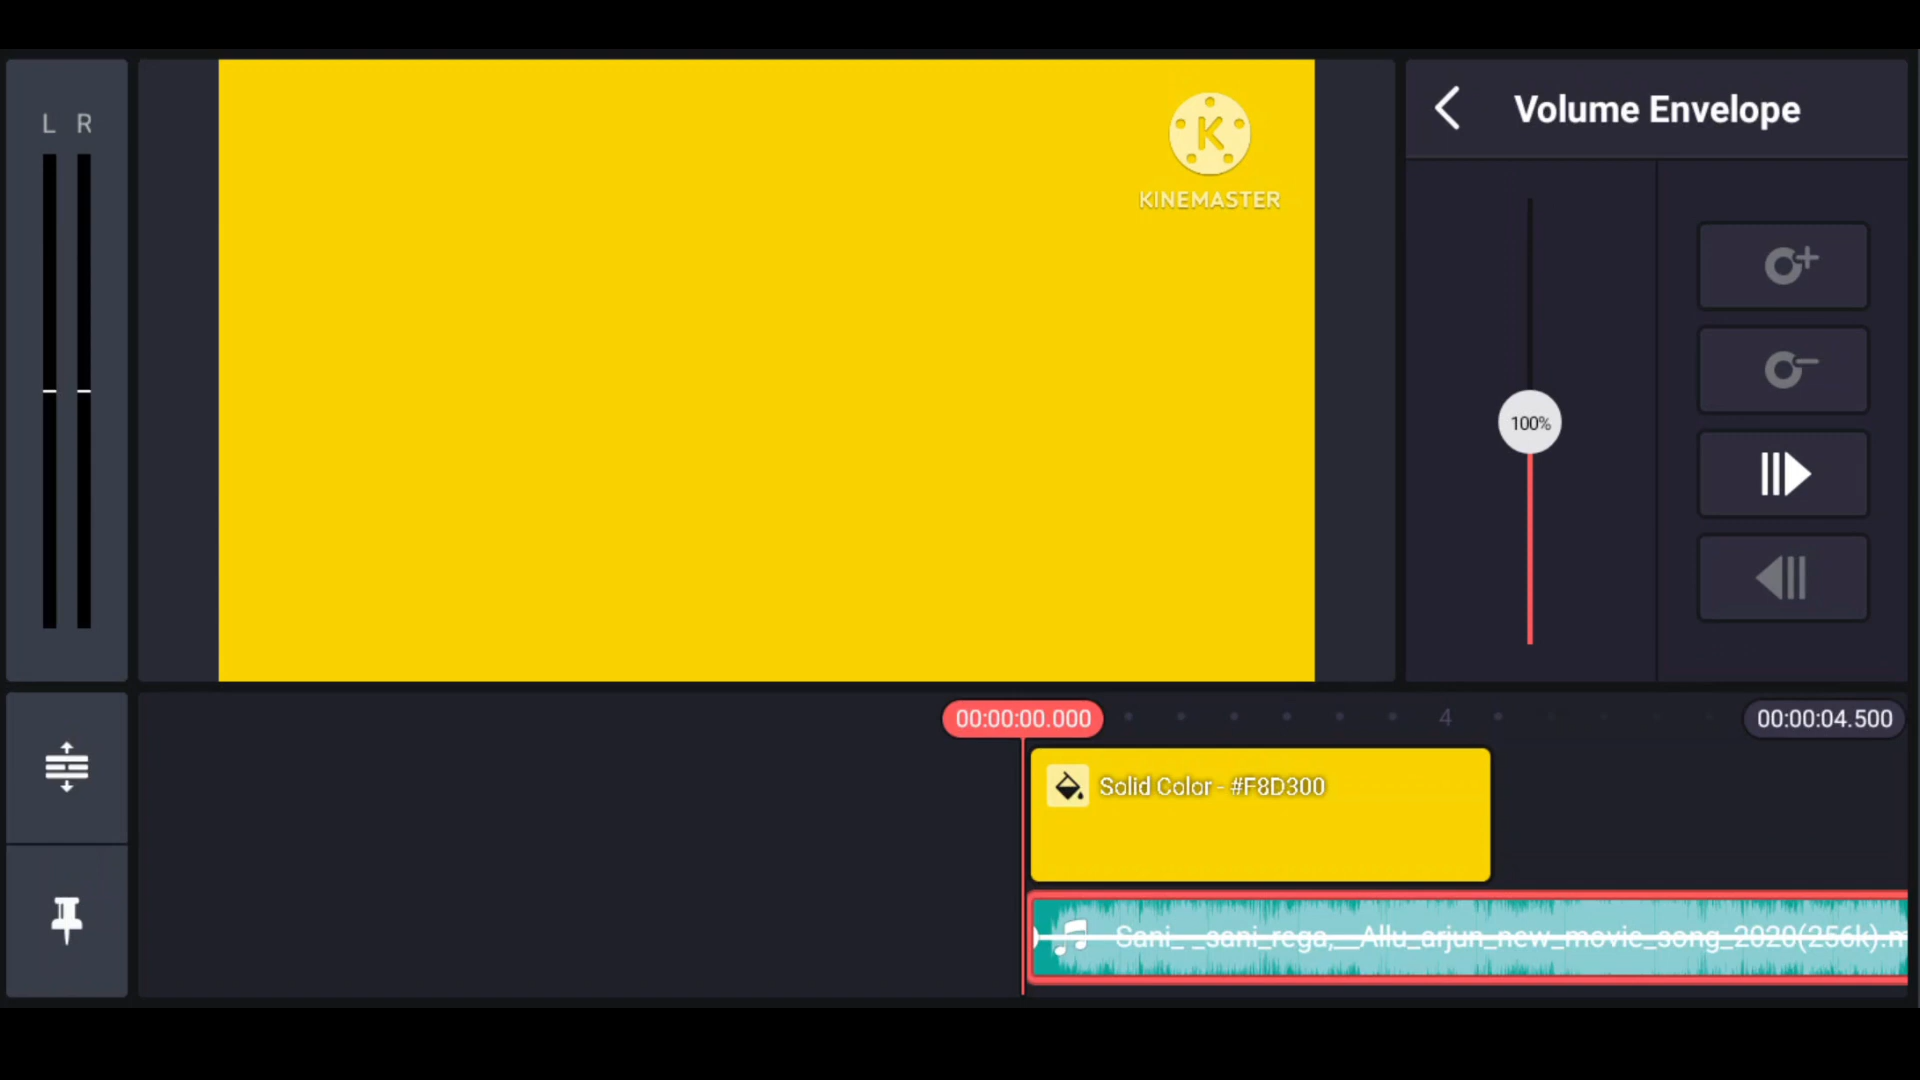 L R
KINEMASTER
Volume Envelope
100%
00:00:00.000
4
00:00:04.500
Solid Color - #F8D300
Sani_-_sani_rega,__Allu_arjun_new_movie_song_2020(256k).m